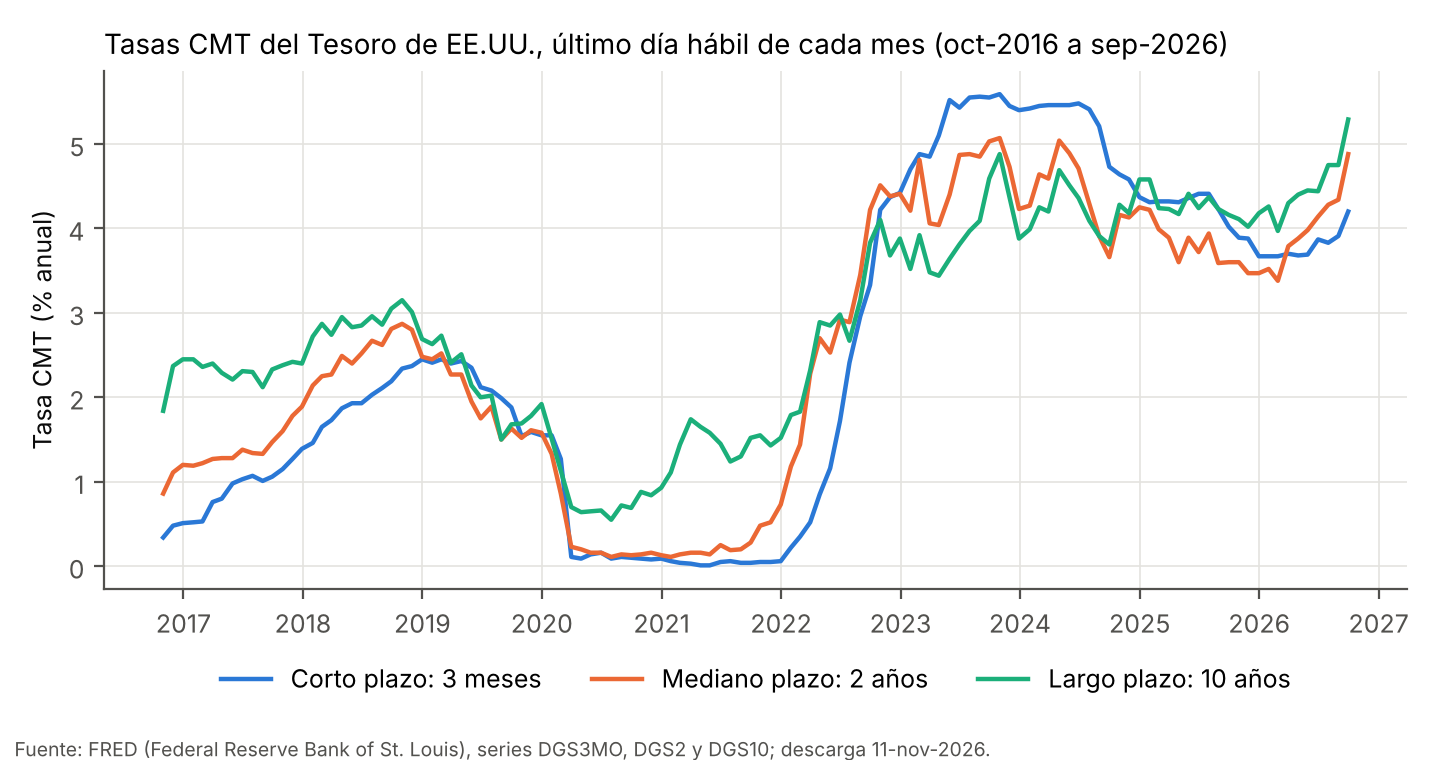 Tasas CMT del Tesoro de EE.UU., último día hábil de cada mes (oct-2016 a sep-2026)
Tasa CMT (% anual)
5
4
3
2
1
0
2017 2018 2019 2020 2021 2022 2023 2024 2025 2026 2027
Corto plazo: 3 meses Mediano plazo: 2 años Largo plazo: 10 años
Fuente: FRED (Federal Reserve Bank of St. Louis), series DGS3MO, DGS2 y DGS10; descarga 11-nov-2026.